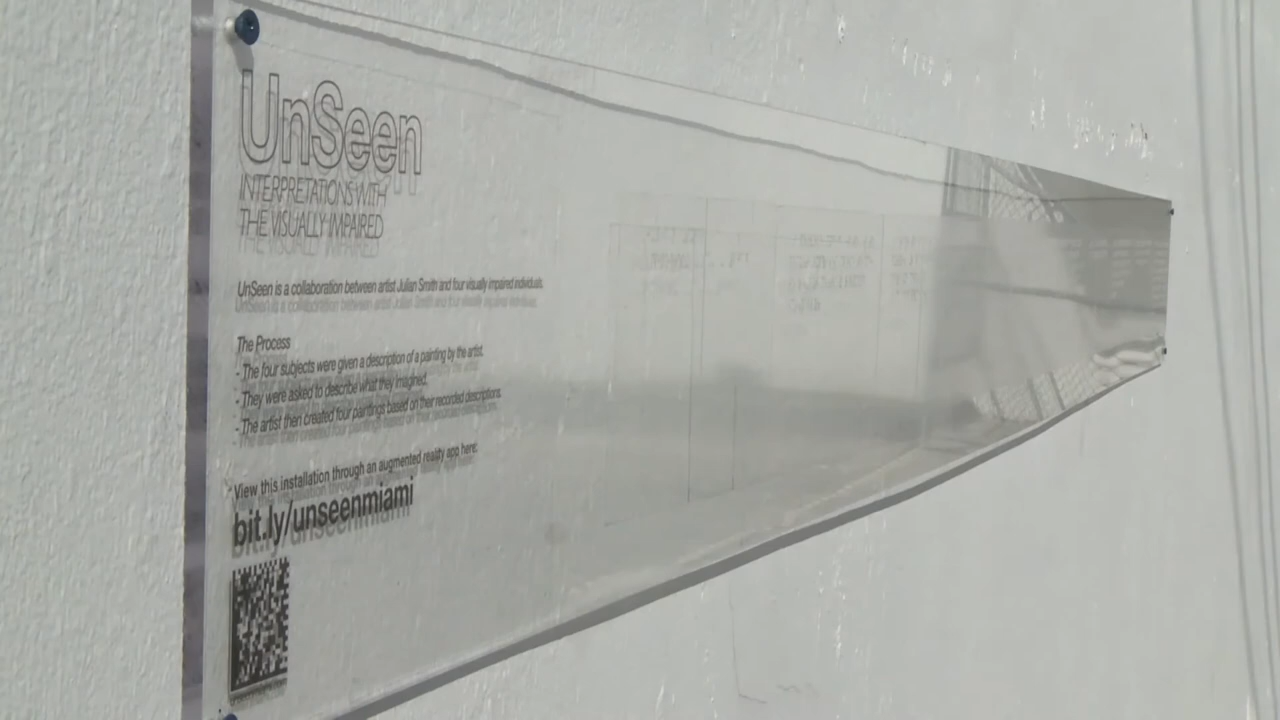 UnSeen
INTERPRETATIONS WITH
THE VISUALLY IMPAIRED
UnSeen is a collaboration between artist Julian Smith and four visually impaired individuals.
The Process
- The four subjects were given a description of a painting by the artist.
- They were asked to describe what they imagined.
- The artist then created four paintings based on their recorded descriptions.
View this installation through an augmented reality app here:
bit.ly/unseenmiami